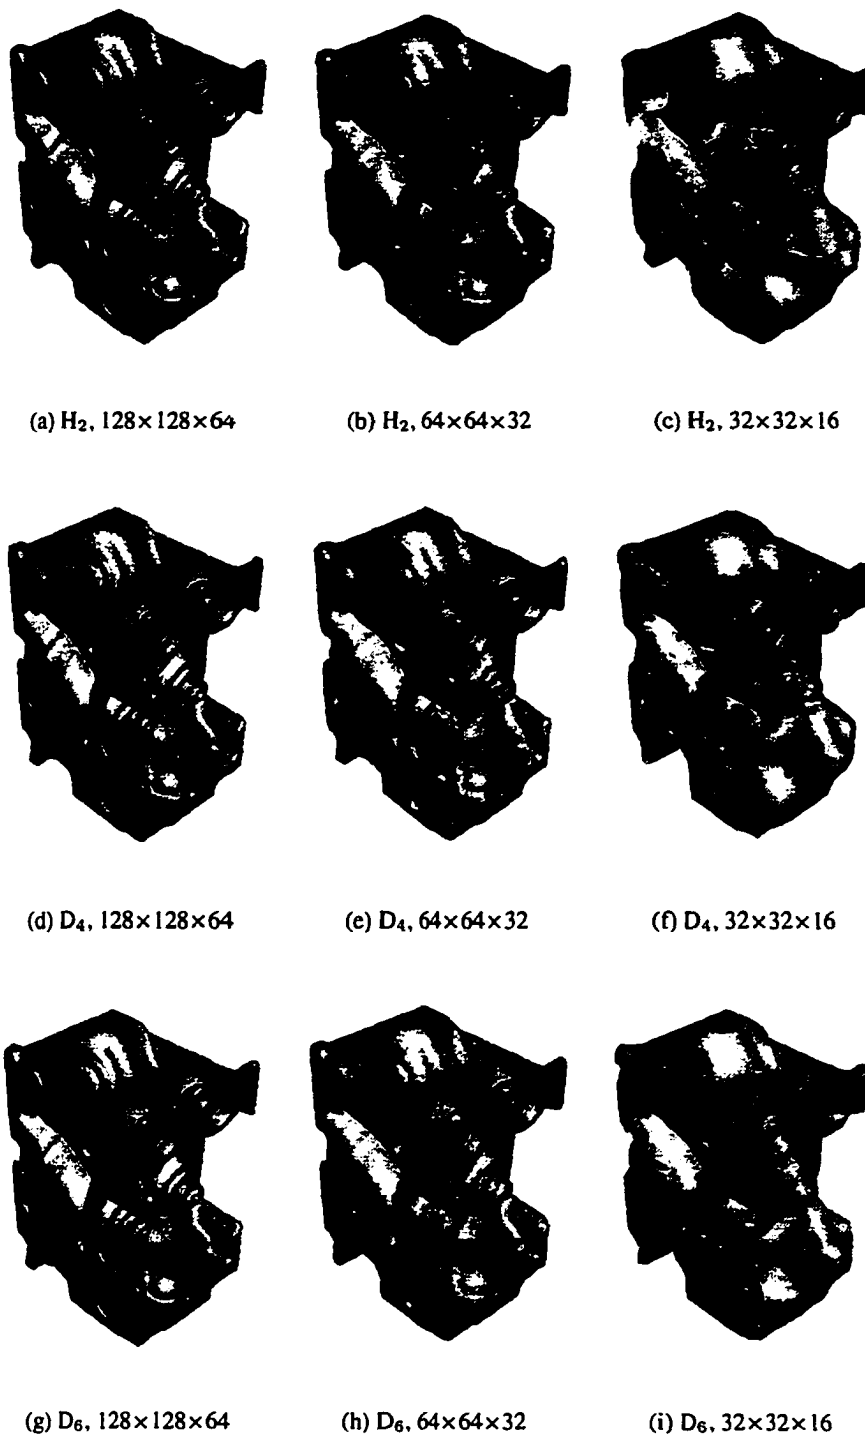 (a) H₂, 128×128×64
(b) H₂, 64×64×32
(c) H₂, 32×32×16
(d) D₄, 128×128×64
(e) D₄, 64×64×32
(f) D₄, 32×32×16
(g) D₆, 128×128×64
(h) D₆, 64×64×32
(i) D₆, 32×32×16